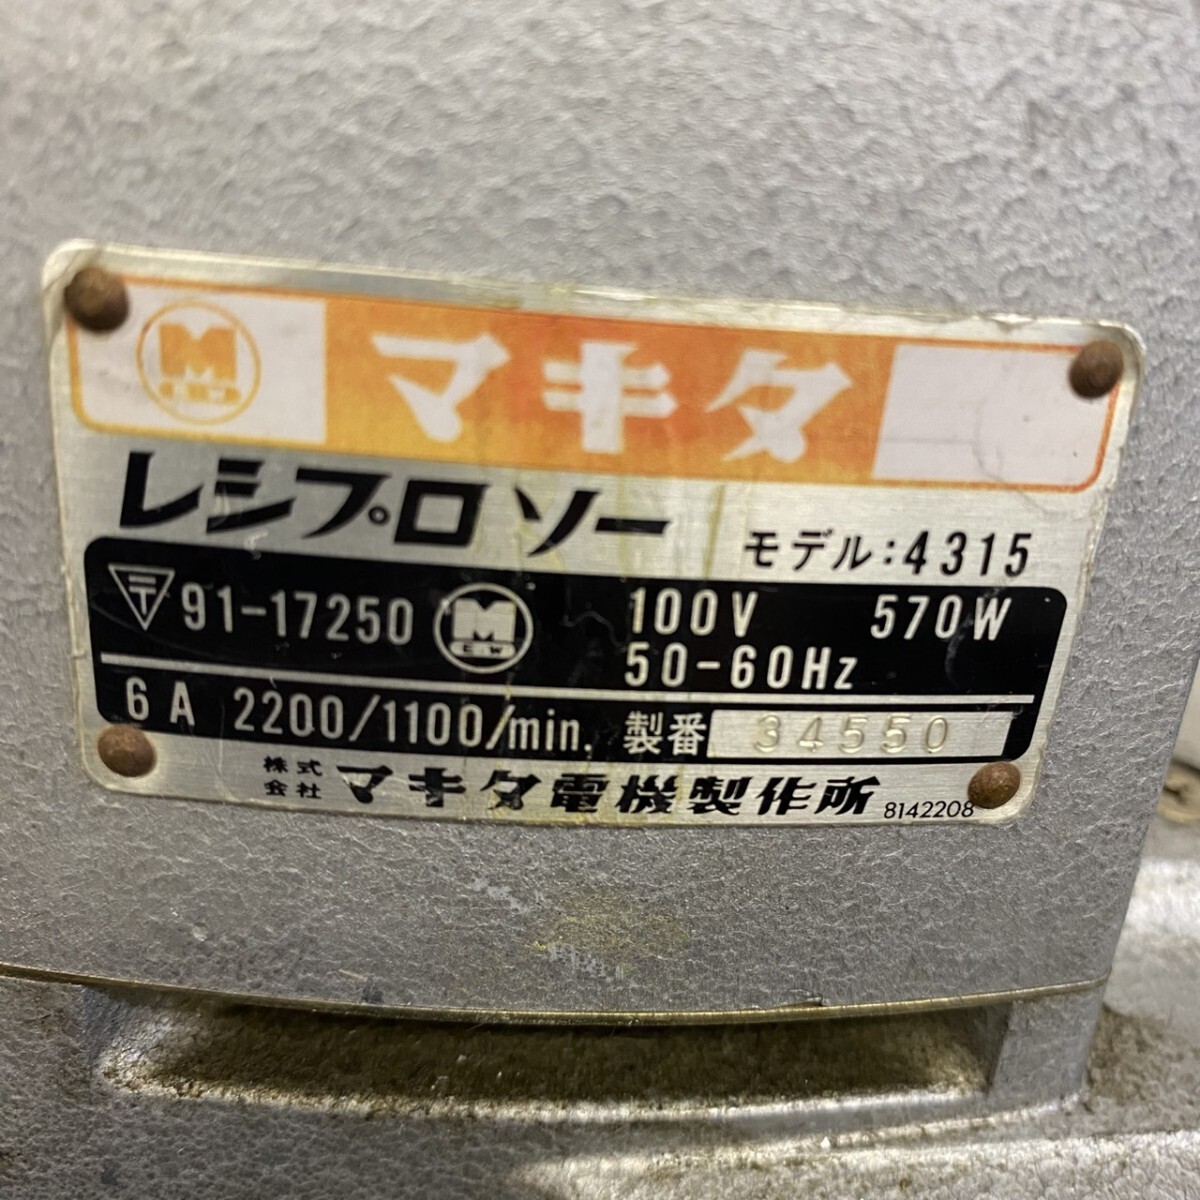 M
マキタ
レシプロソー モデル:4315
〒 91-17250 M
E W
100V 570W
50-60Hz
6A 2200/1100/min. 製番 34550
株式会社 マキタ電機製作所 8142208